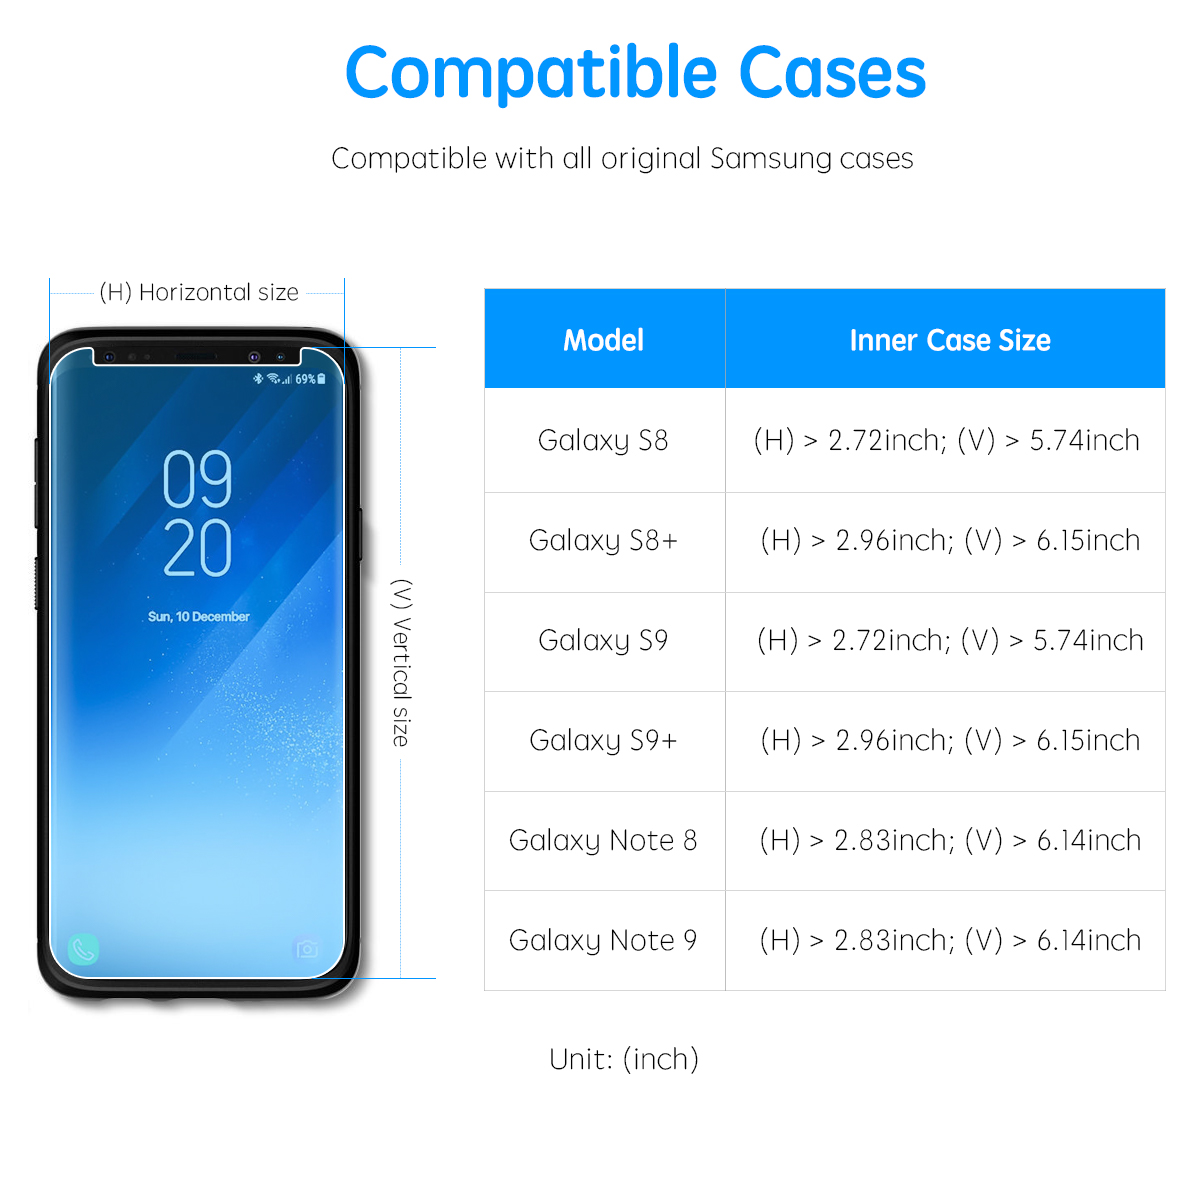 Compatible Cases
Compatible with all original Samsung cases
(H) Horizontal size
69%
09
20
Sun, 10 December
(V) Vertical size
Model Inner Case Size
Galaxy S8 (H) > 2.72inch; (V) > 5.74inch
Galaxy S8+ (H) > 2.96inch; (V) > 6.15inch
Galaxy S9 (H) > 2.72inch; (V) > 5.74inch
Galaxy S9+ (H) > 2.96inch; (V) > 6.15inch
Galaxy Note 8 (H) > 2.83inch; (V) > 6.14inch
Galaxy Note 9 (H) > 2.83inch; (V) > 6.14inch
Unit: (inch)